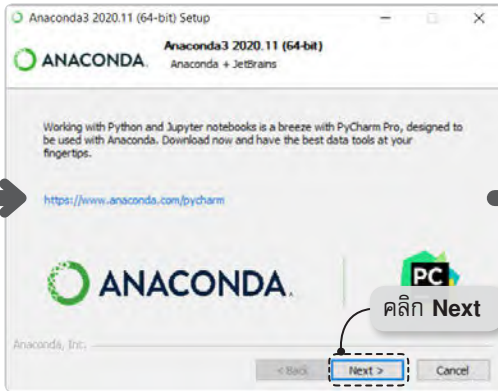 Anaconda3 2020.11 (64-bit) Setup
Anaconda3 2020.11 (64-bit)
ANACONDA.
Anaconda + JetBrains
Working with Python and Jupyter notebooks is a breeze with PyCharm Pro, designed to
be used with Anaconda. Download now and have the best data tools at your
fingertips.
https://www.anaconda.com/pycharm
ANACONDA.
PC
คลิก Next
Anaconda, Inc.
< Back
Next >
Cancel